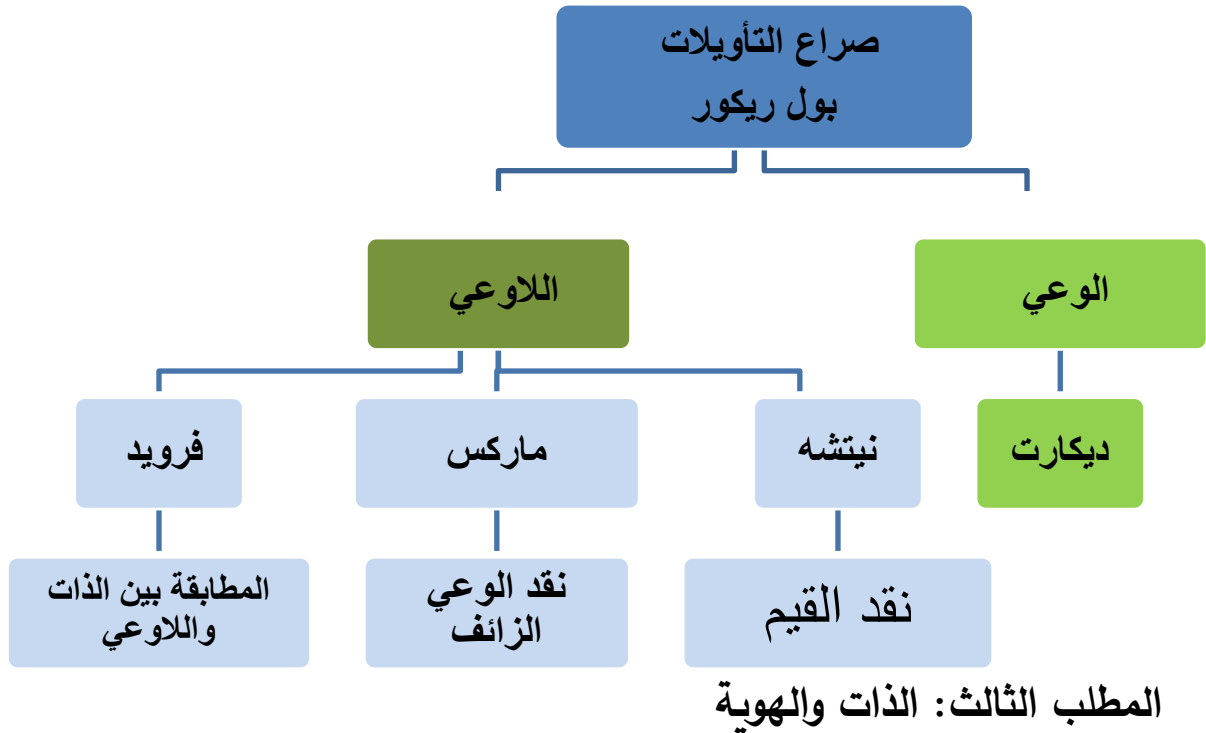 صراع التأويلات
بول ريكور
الوعي
اللاوعي
ديكارت
نيتشه
ماركس
فرويد
نقد القيم
نقد الوعي
الزائف
المطابقة بين الذات
واللاوعي
المطلب الثالث: الذات والهوية